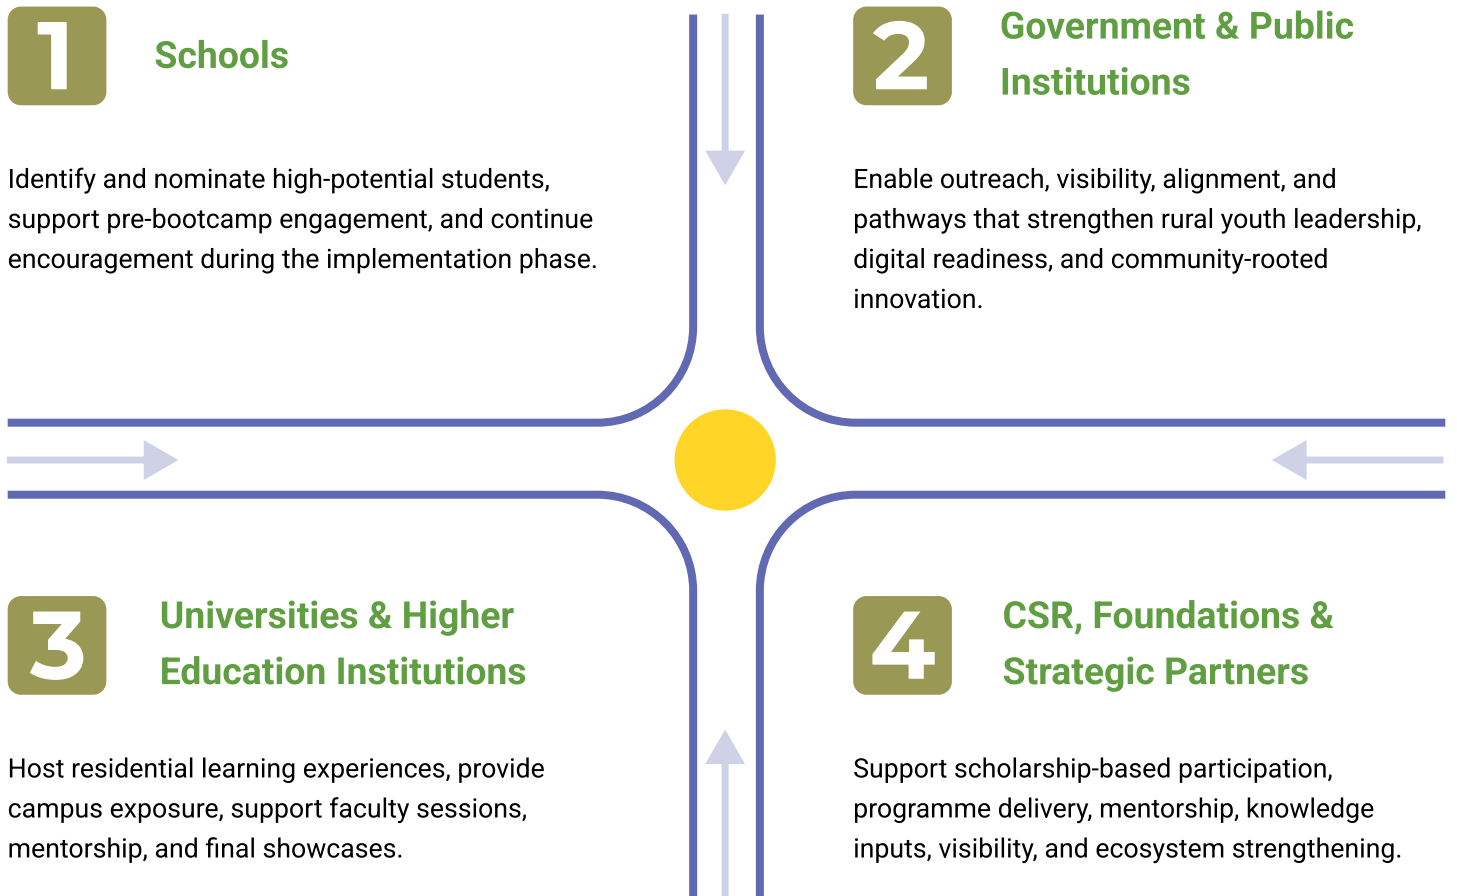 1
Schools
Identify and nominate high-potential students,
support pre-bootcamp engagement, and continue
encouragement during the implementation phase.
2
Government & Public
Institutions
Enable outreach, visibility, alignment, and
pathways that strengthen rural youth leadership,
digital readiness, and community-rooted
innovation.
3
Universities & Higher
Education Institutions
Host residential learning experiences, provide
campus exposure, support faculty sessions,
mentorship, and final showcases.
4
CSR, Foundations &
Strategic Partners
Support scholarship-based participation,
programme delivery, mentorship, knowledge
inputs, visibility, and ecosystem strengthening.